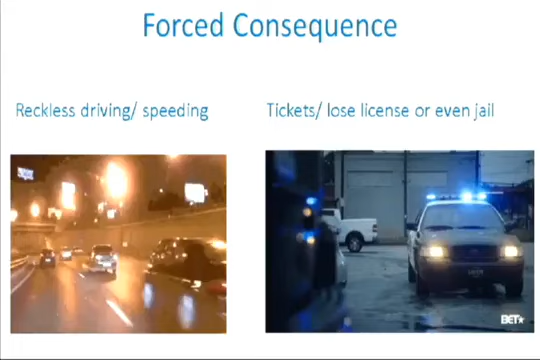 Forced Consequence
Reckless driving/ speeding
Tickets/ lose license or even jail
BET★